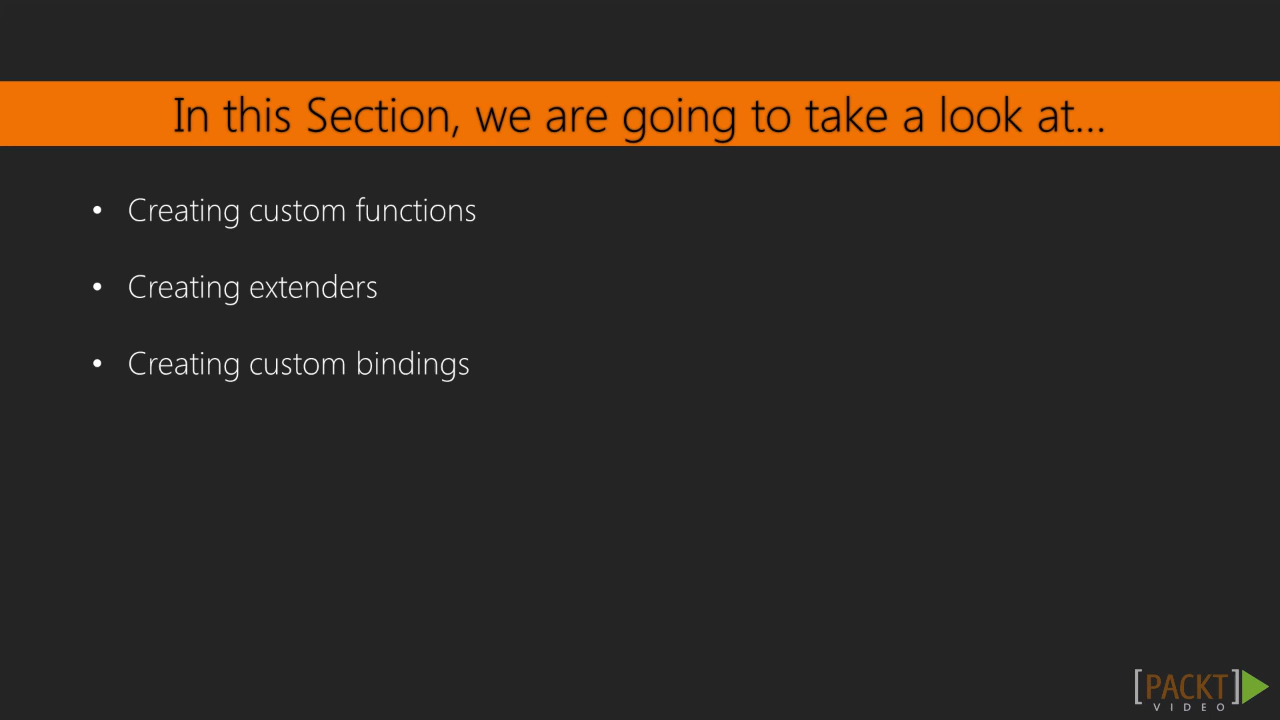 In this Section, we are going to take a look at...
• Creating custom functions
• Creating extenders
• Creating custom bindings
[PACKT]
VIDEO